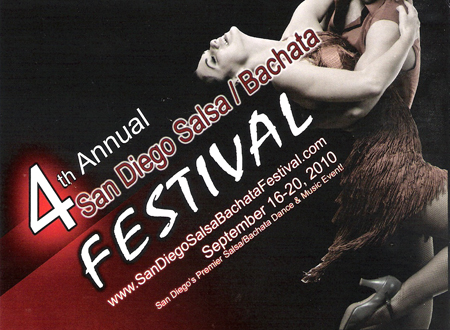 4th Annual
San Diego Salsa / Bachata
FESTIVAL
www.SanDiegoSalsaBachataFestival.com
September 16-20, 2010
San Diego's Premier Salsa/Bachata Dance & Music Event!